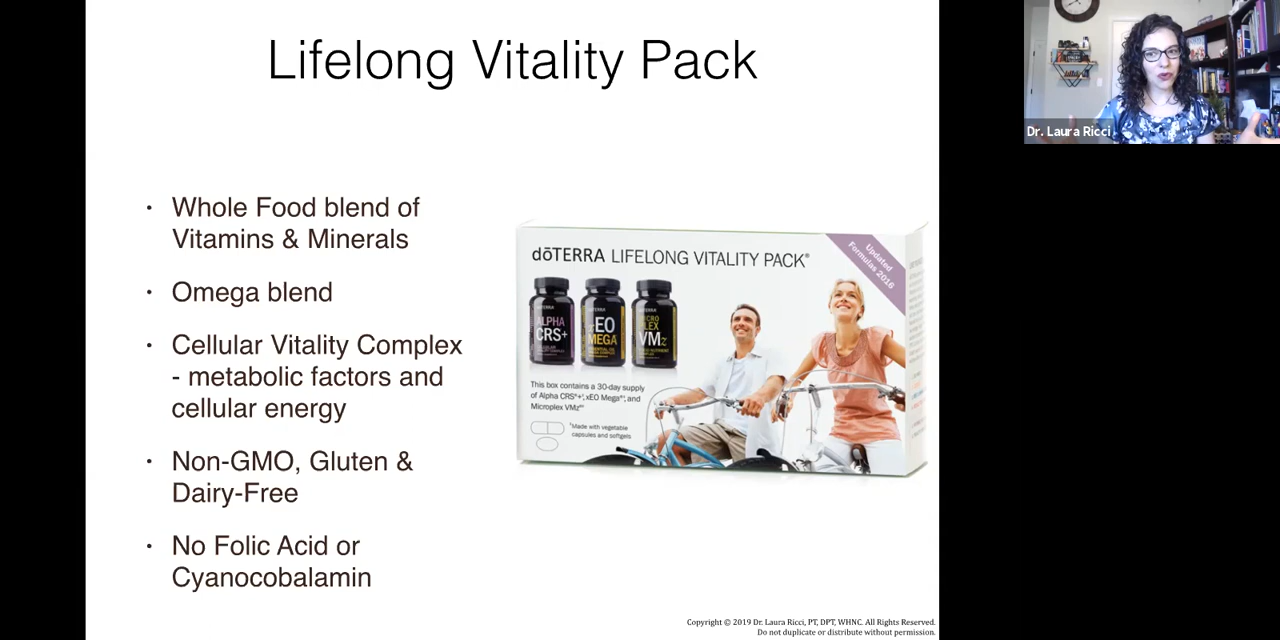 Lifelong Vitality Pack
Dr. Laura Ricci
• Whole Food blend of
Vitamins & Minerals
• Omega blend
• Cellular Vitality Complex
- metabolic factors and
cellular energy
• Non-GMO, Gluten &
Dairy-Free
• No Folic Acid or
Cyanocobalamin
dōTERRA LIFELONG VITALITY PACK®
Updated
Formulas 2016
ALPHA
CRS+
xEO
MEGA
MICRO
PLEX
VMz
This box contains a 30-day supply
of Alpha CRS®+, xEO Mega®, and
Microplex VMz®
Made with vegetable
capsules and softgels
Copyright © 2019 Dr. Laura Ricci, PT, DPT, WHNC. All Rights Reserved.
Do not duplicate or distribute without permission.